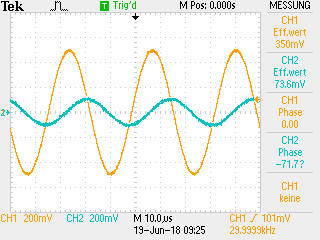 Tek Trig'd M Pos: 0.000s MESSUNG
CH1
Eff.wert
350mV
CH2
Eff.wert
73.6mV
CH1
Phase
0.00
CH2
Phase
-71.7?
CH1
keine
2
CH1 200mV CH2 200mV M 10.0µs CH1 101mV
19-Jun-18 09:25 29.9999kHz